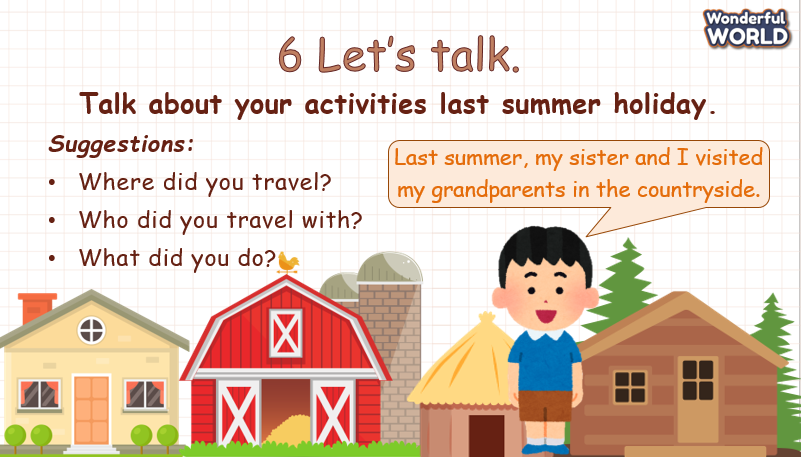 Wonderful
WORLD
6 Let's talk.
Talk about your activities last summer holiday.
Suggestions:
• Where did you travel?
• Who did you travel with?
• What did you do?
Last summer, my sister and I visited
my grandparents in the countryside.